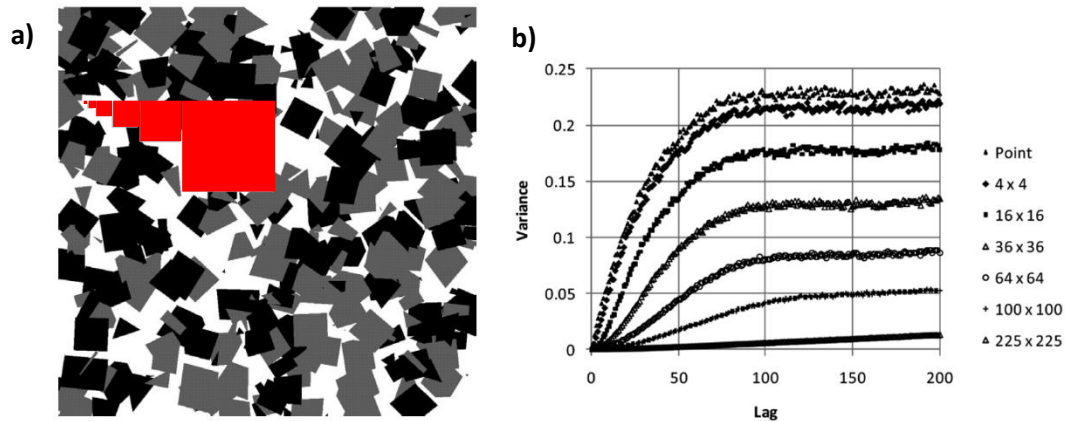 a)
b)
0.25
0.2
0.15
0.1
0.05
0
0
50
100
150
200
Variance
Lag
Point
4 x 4
16 x 16
36 x 36
64 x 64
100 x 100
225 x 225